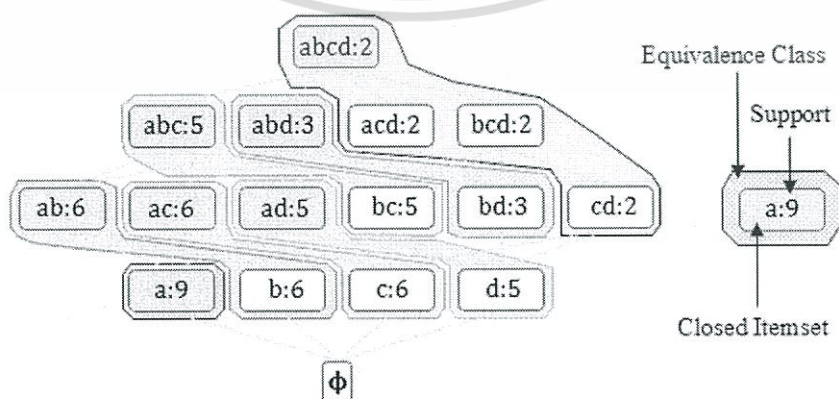 abcd:2
Equivalence Class
abc:5 abd:3 acd:2 bcd:2
Support
ab:6 ac:6 ad:5 bc:5 bd:3 cd:2
a:9
a:9 b:6 c:6 d:5
Closed Itemset
Φ